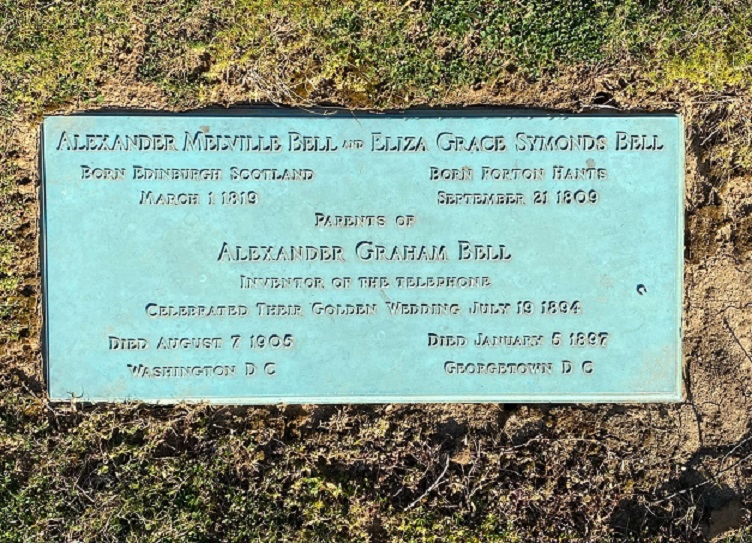 ALEXANDER MELVILLE BELL AND ELIZA GRACE SYMONDS BELL
BORN EDINBURGH SCOTLAND BORN FORTON HANTS
MARCH 1 1819 SEPTEMBER 21 1809
PARENTS OF
ALEXANDER GRAHAM BELL
INVENTOR OF THE TELEPHONE
CELEBRATED THEIR GOLDEN WEDDING JULY 19 1894
DIED AUGUST 7 1905 DIED JANUARY 5 1897
WASHINGTON D C GEORGETOWN D C